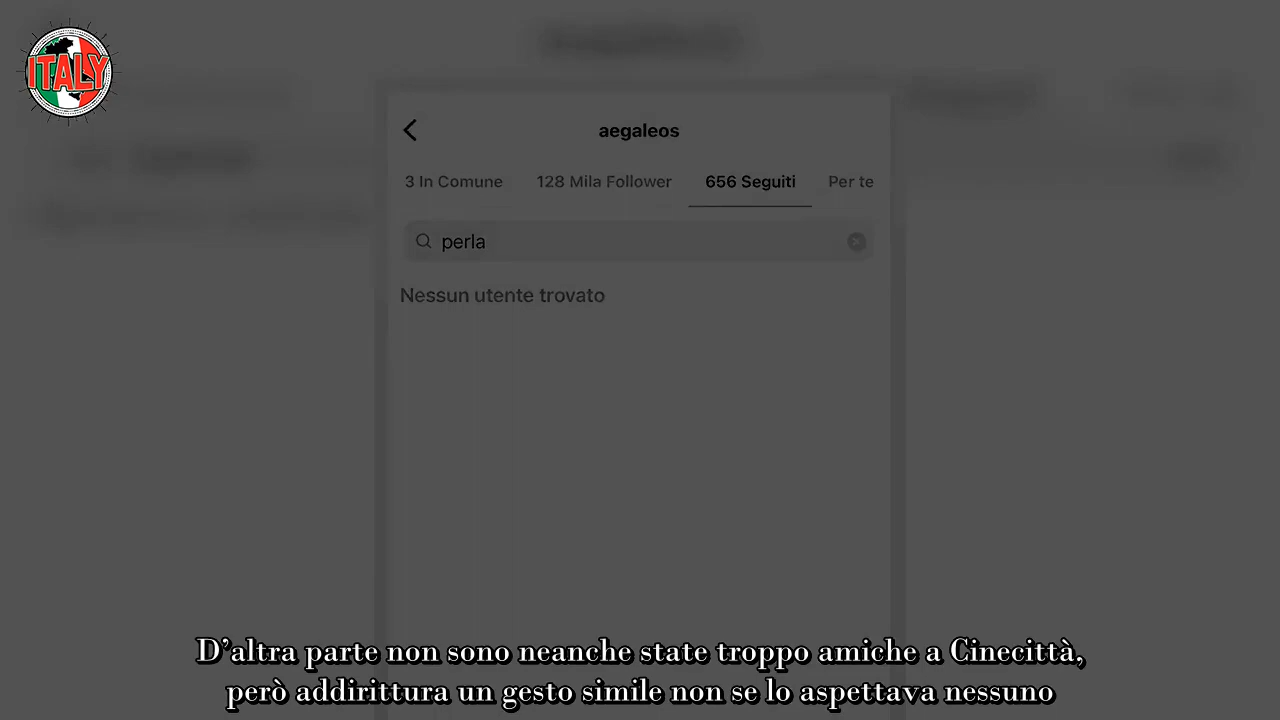 ITALY
aegaleos
3 In Comune 128 Mila Follower 656 Seguiti Per te
perla
Nessun utente trovato
D'altra parte non sono neanche state troppo amiche a Cinecittà,
però addirittura un gesto simile non se lo aspettava nessuno